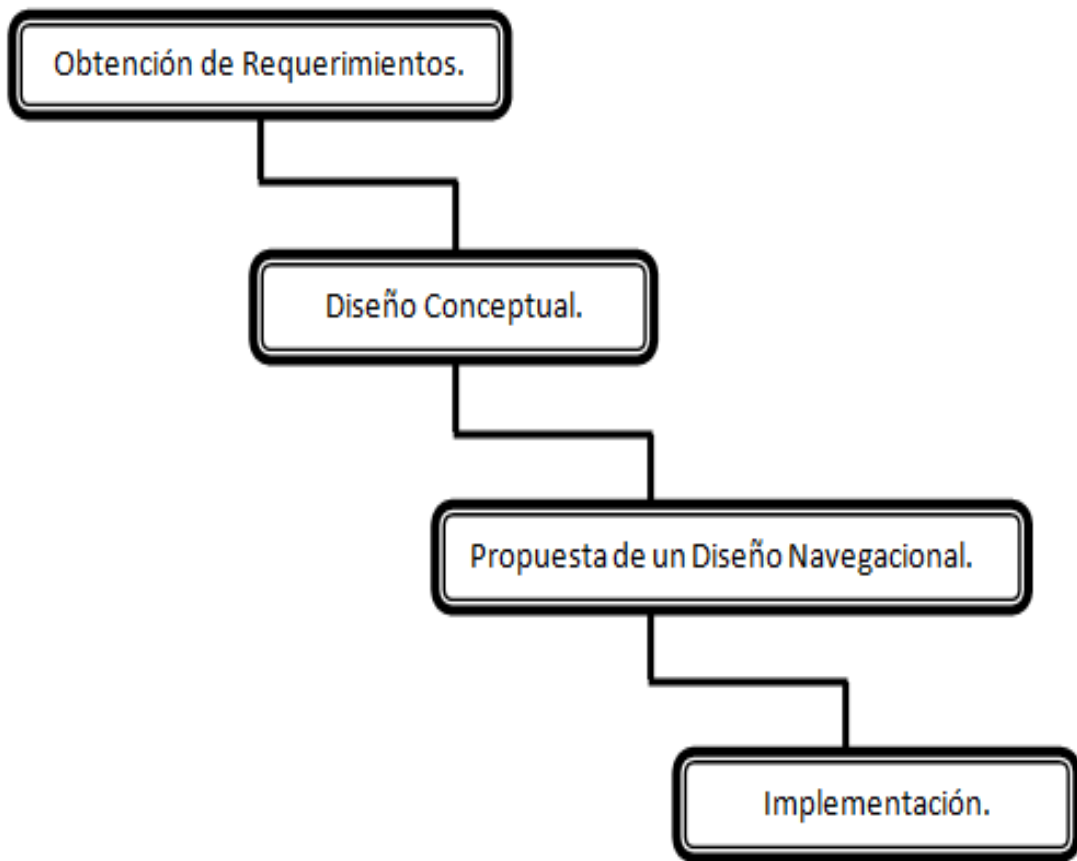 Obtención de Requerimientos.
Diseño Conceptual.
Propuesta de un Diseño Navegacional.
Implementación.